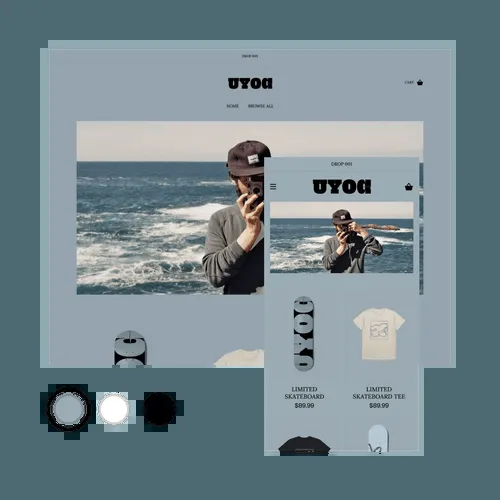 DROP 001
UYOA
CART
HOME BROWSE ALL
DROP 001
UYOA
UYOA
LIMITED
SKATEBOARD
$89.99
LIMITED
SKATEBOARD TEE
$89.99